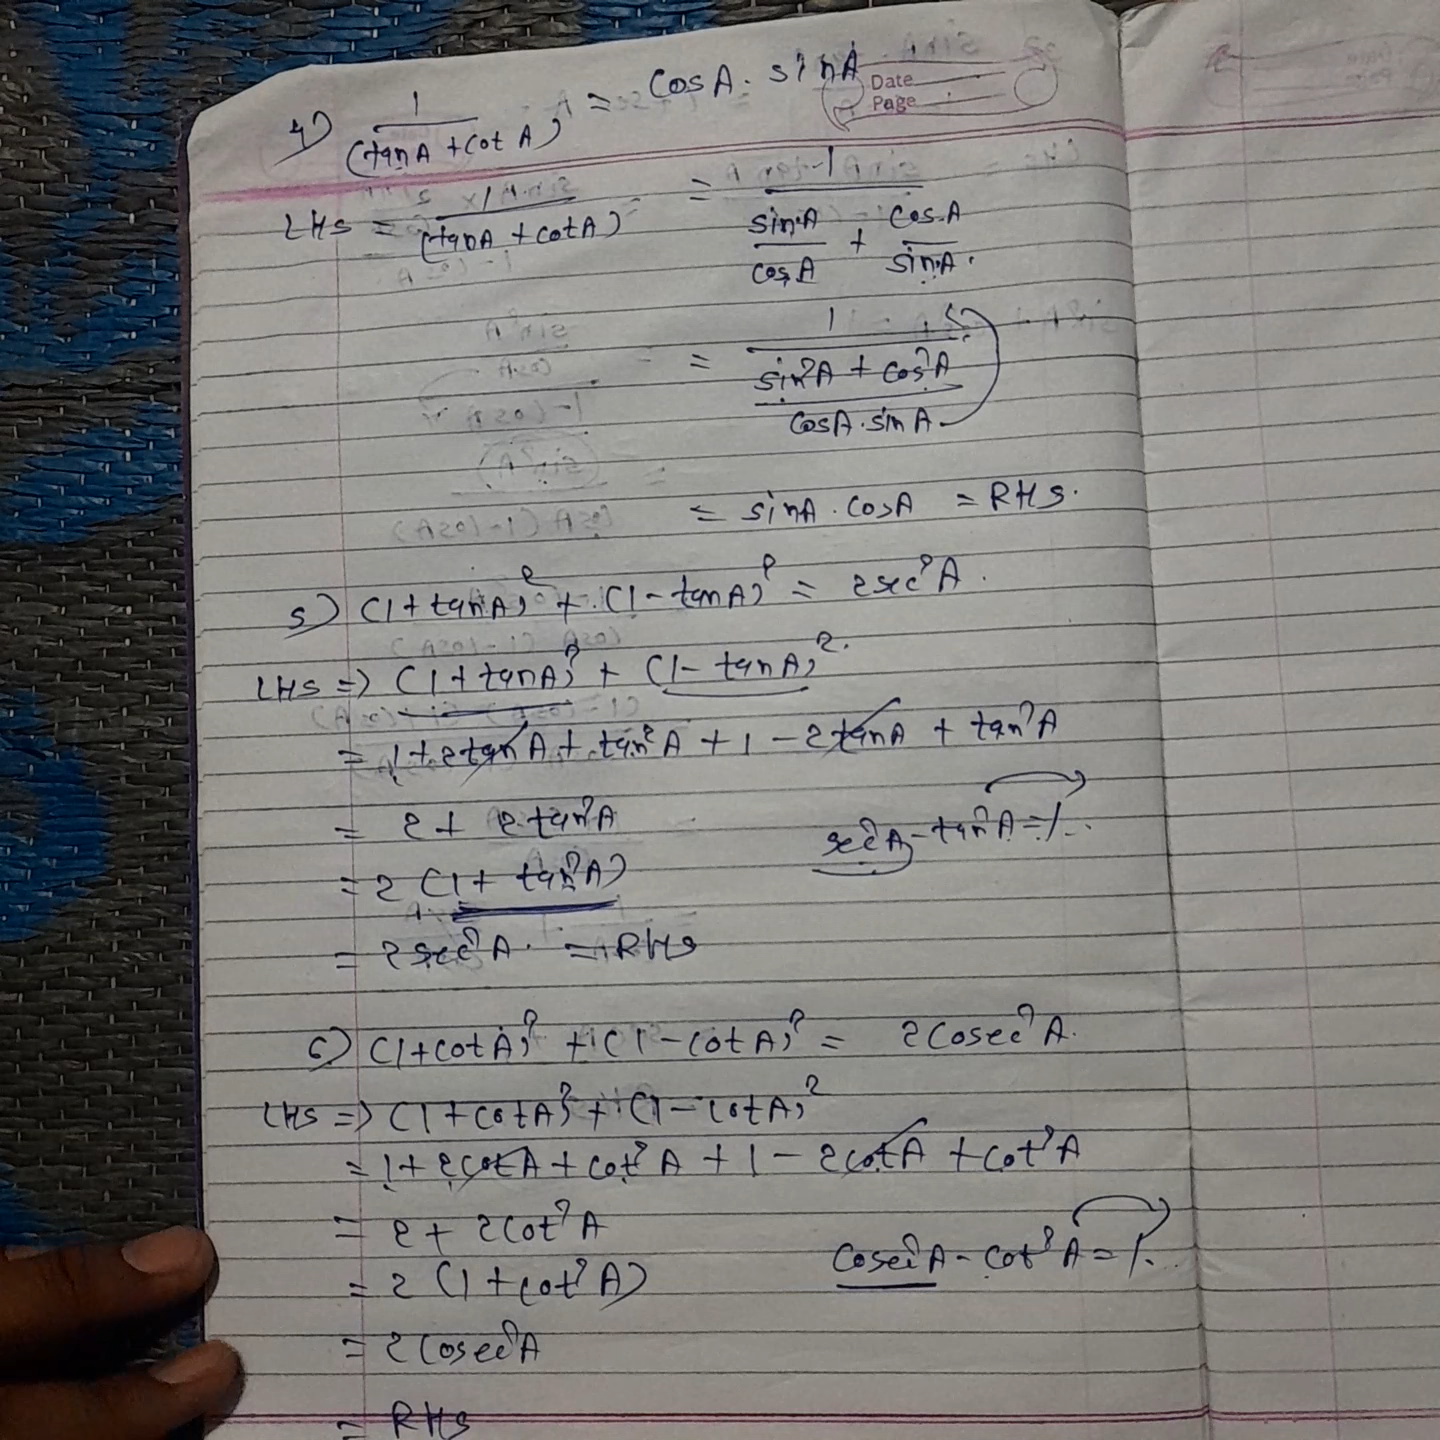 4) 1/(tanA + cot A) = cosA . sinA
Date
Page
LHS = 1/(tanA + cotA) = 1/(sinA/cosA + cosA/sinA)
= 1/((sin²A + cos²A)/(cosA . sinA))
= sinA . cosA = RHS.
5) (1 + tanA)² + (1 - tanA)² = 2sec²A.
LHS => (1 + tanA)² + (1 - tanA)².
= 1 + 2tanA + tan²A + 1 - 2tanA + tan²A
= 2 + 2tan²A
sec²A - tan²A = 1.
= 2 (1 + tan²A)
= 2sec²A. = RHS
6) (1 + cotA)² + (1 - cotA)² = 2cosec²A.
LHS => (1 + cotA)² + (1 - cotA)²
= 1 + 2cotA + cot²A + 1 - 2cotA + cot²A
= 2 + 2cot²A
cosec²A - cot²A = 1.
= 2 (1 + cot²A)
= 2cosec²A
= RHS